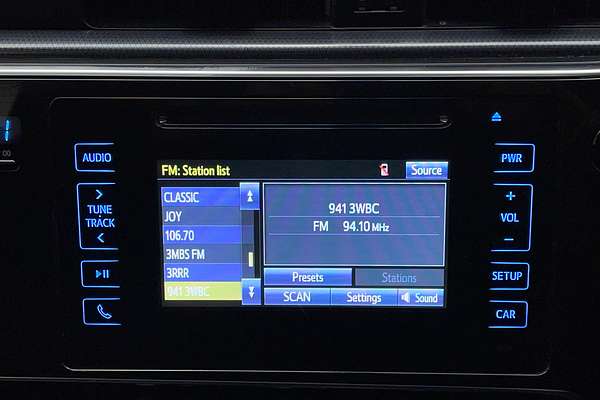 AUDIO
TUNE
TRACK
FM: Station list
Source
CLASSIC
JOY
106.70
3MBS FM
3RRR
941 3WBC
941 3WBC
FM 94.10 MHz
Presets
Stations
SCAN
Settings
Sound
PWR
+
VOL
−
SETUP
CAR